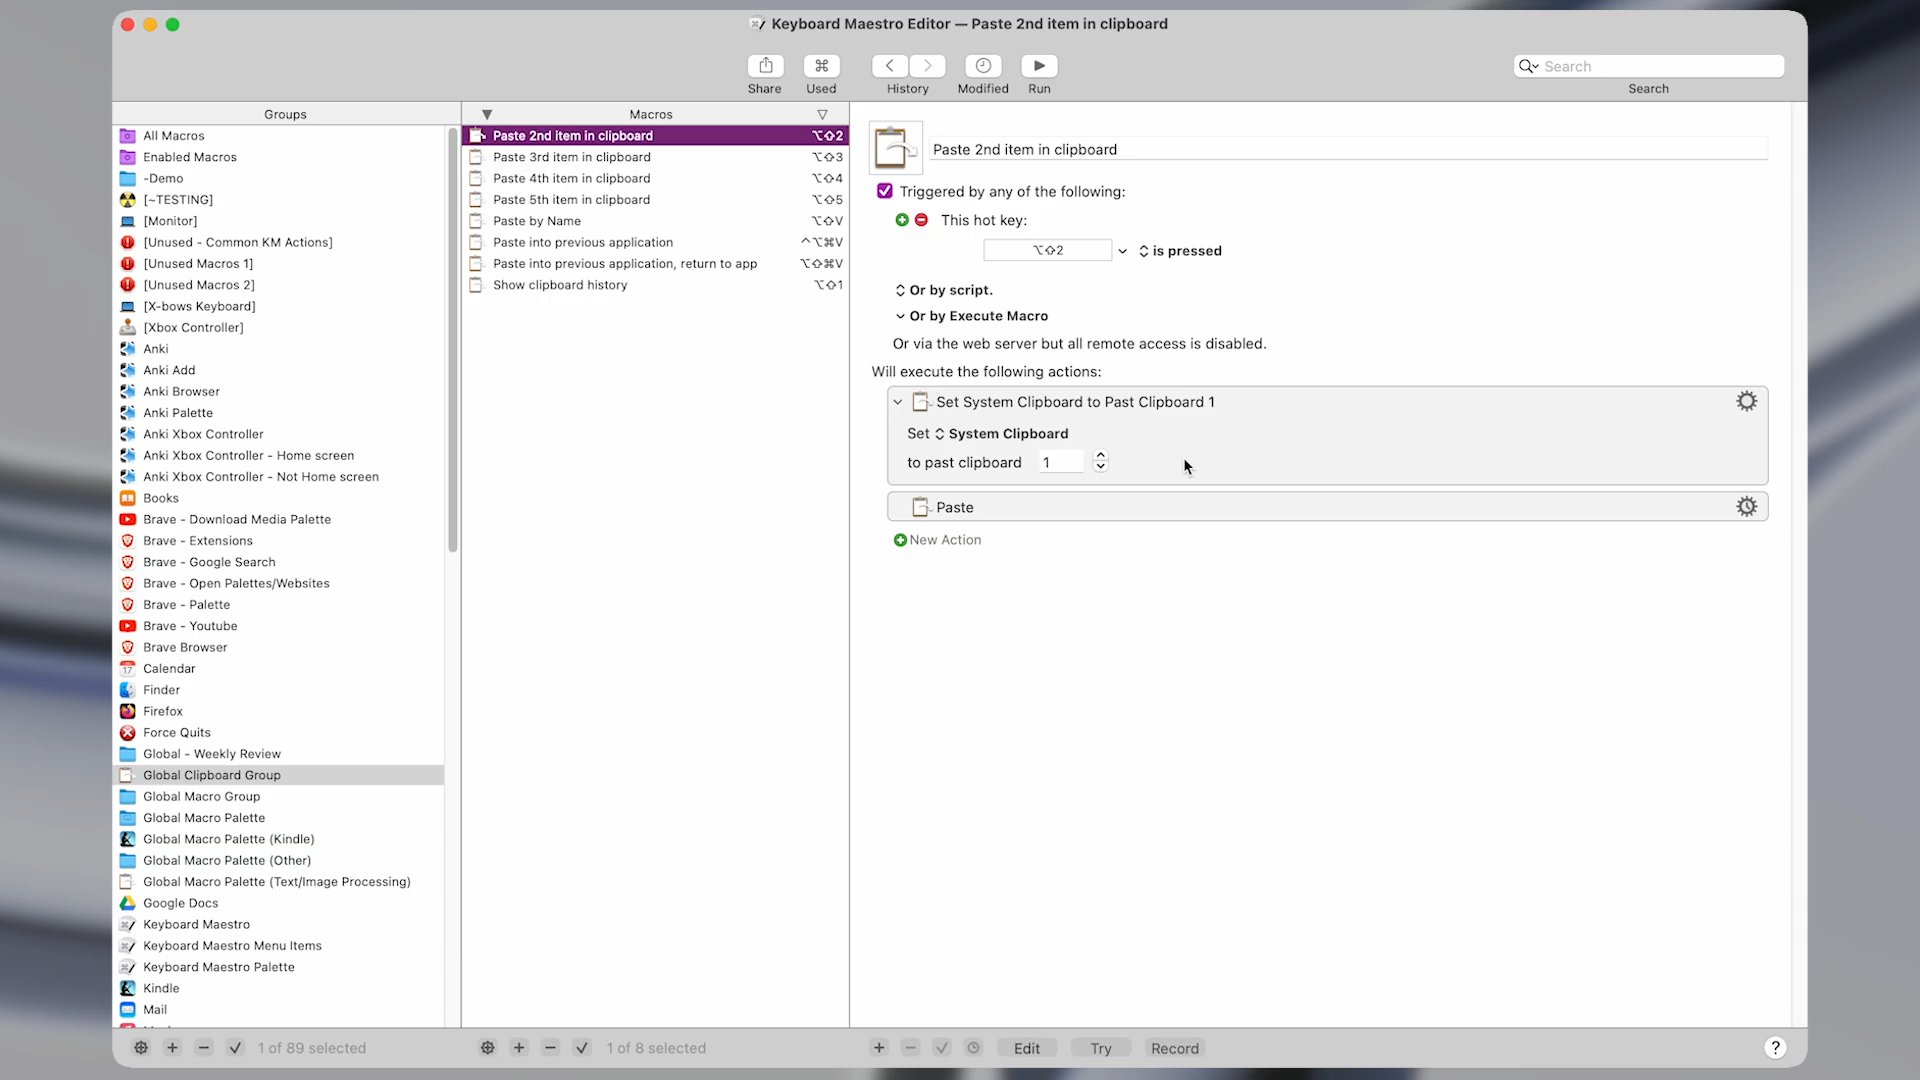 Keyboard Maestro Editor — Paste 2nd item in clipboard
Share
Used
History
Modified
Run
Search
Search
Groups
All Macros
Enabled Macros
-Demo
[~TESTING]
[Monitor]
[Unused - Common KM Actions]
[Unused Macros 1]
[Unused Macros 2]
[X-bows Keyboard]
[Xbox Controller]
Anki
Anki Add
Anki Browser
Anki Palette
Anki Xbox Controller
Anki Xbox Controller - Home screen
Anki Xbox Controller - Not Home screen
Books
Brave - Download Media Palette
Brave - Extensions
Brave - Google Search
Brave - Open Palettes/Websites
Brave - Palette
Brave - Youtube
Brave Browser
17 Calendar
Finder
Firefox
Force Quits
Global - Weekly Review
Global Clipboard Group
Global Macro Group
Global Macro Palette
Global Macro Palette (Kindle)
Global Macro Palette (Other)
Global Macro Palette (Text/Image Processing)
Google Docs
Keyboard Maestro
Keyboard Maestro Menu Items
Keyboard Maestro Palette
Kindle
Mail
1 of 89 selected
Macros
Paste 2nd item in clipboard ⌥⇧2
Paste 3rd item in clipboard ⌥⇧3
Paste 4th item in clipboard ⌥⇧4
Paste 5th item in clipboard ⌥⇧5
Paste by Name ⌥⇧V
Paste into previous application ^⌥⌘V
Paste into previous application, return to app ⌥⇧⌘V
Show clipboard history ⌥⇧1
1 of 8 selected
Paste 2nd item in clipboard
Triggered by any of the following:
This hot key:
⌥⇧2 is pressed
Or by script.
Or by Execute Macro
Or via the web server but all remote access is disabled.
Will execute the following actions:
Set System Clipboard to Past Clipboard 1
Set System Clipboard
to past clipboard 1
Paste
New Action
Edit
Try
Record
?